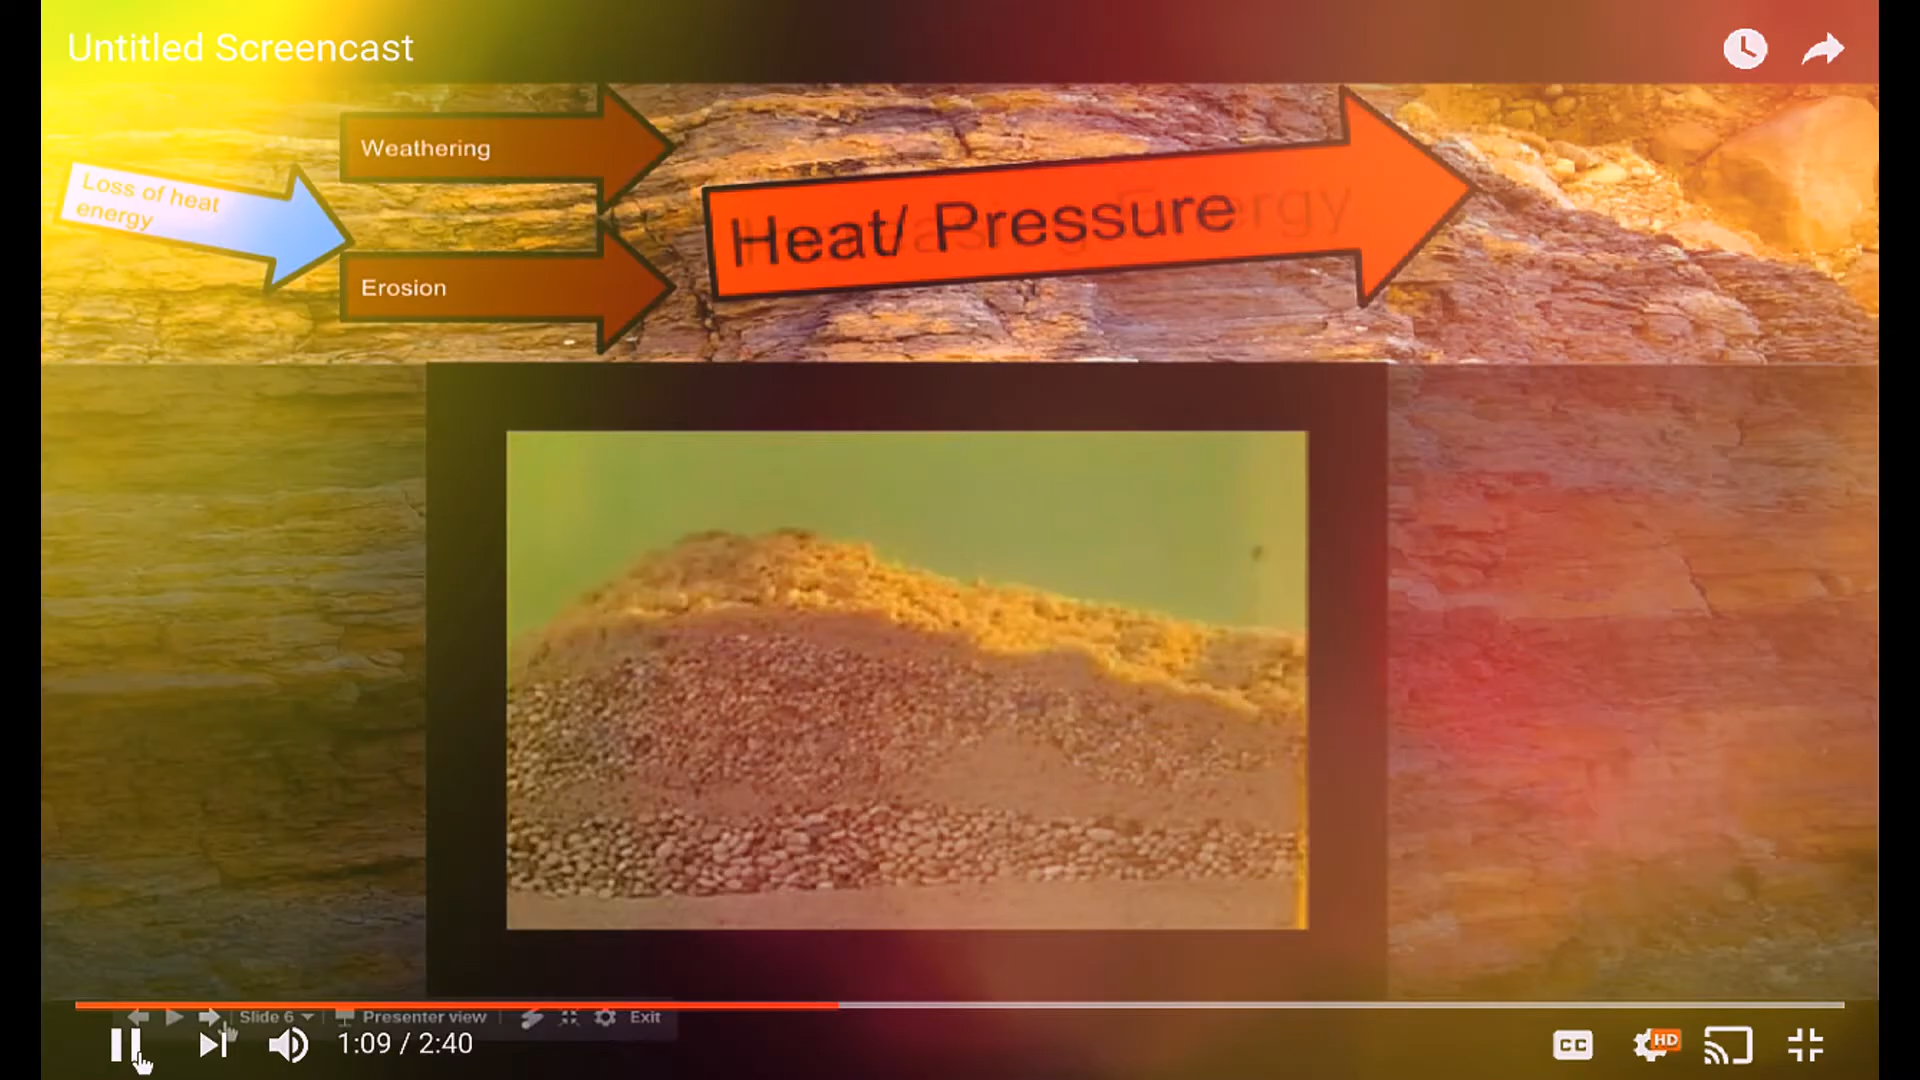 Untitled Screencast
Weathering
Loss of heat
energy
Heat/ Pressure
Erosion
Slide 6
Presenter view
Exit
1:09 / 2:40
CC
HD